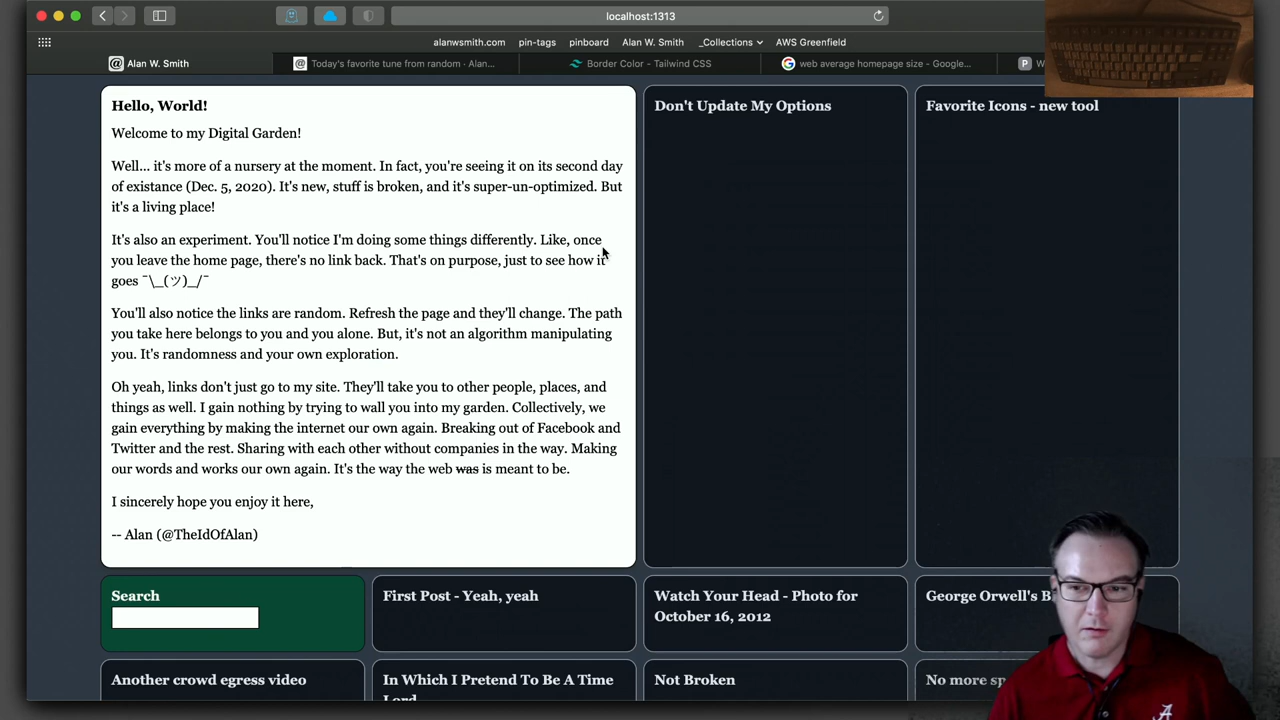 localhost:1313
alanwsmith.com pin-tags pinboard Alan W. Smith _Collections AWS Greenfield
Alan W. Smith
Today's favorite tune from random - Alan...
Border Color - Tailwind CSS
web average homepage size - Google...
Hello, World!
Welcome to my Digital Garden!
Well... it's more of a nursery at the moment. In fact, you're seeing it on its second day
of existance (Dec. 5, 2020). It's new, stuff is broken, and it's super-un-optimized. But
it's a living place!
It's also an experiment. You'll notice I'm doing some things differently. Like, once
you leave the home page, there's no link back. That's on purpose, just to see how it
goes ¯\_(ツ)_/¯
You'll also notice the links are random. Refresh the page and they'll change. The path
you take here belongs to you and you alone. But, it's not an algorithm manipulating
you. It's randomness and your own exploration.
Oh yeah, links don't just go to my site. They'll take you to other people, places, and
things as well. I gain nothing by trying to wall you into my garden. Collectively, we
gain everything by making the internet our own again. Breaking out of Facebook and
Twitter and the rest. Sharing with each other without companies in the way. Making
our words and works our own again. It's the way the web was is meant to be.
I sincerely hope you enjoy it here,
-- Alan (@TheIdOfAlan)
Don't Update My Options
Favorite Icons - new tool
Search
First Post - Yeah, yeah
Watch Your Head - Photo for
October 16, 2012
George Orwell's
Another crowd egress video
In Which I Pretend To Be A Time
Lord
Not Broken
No more